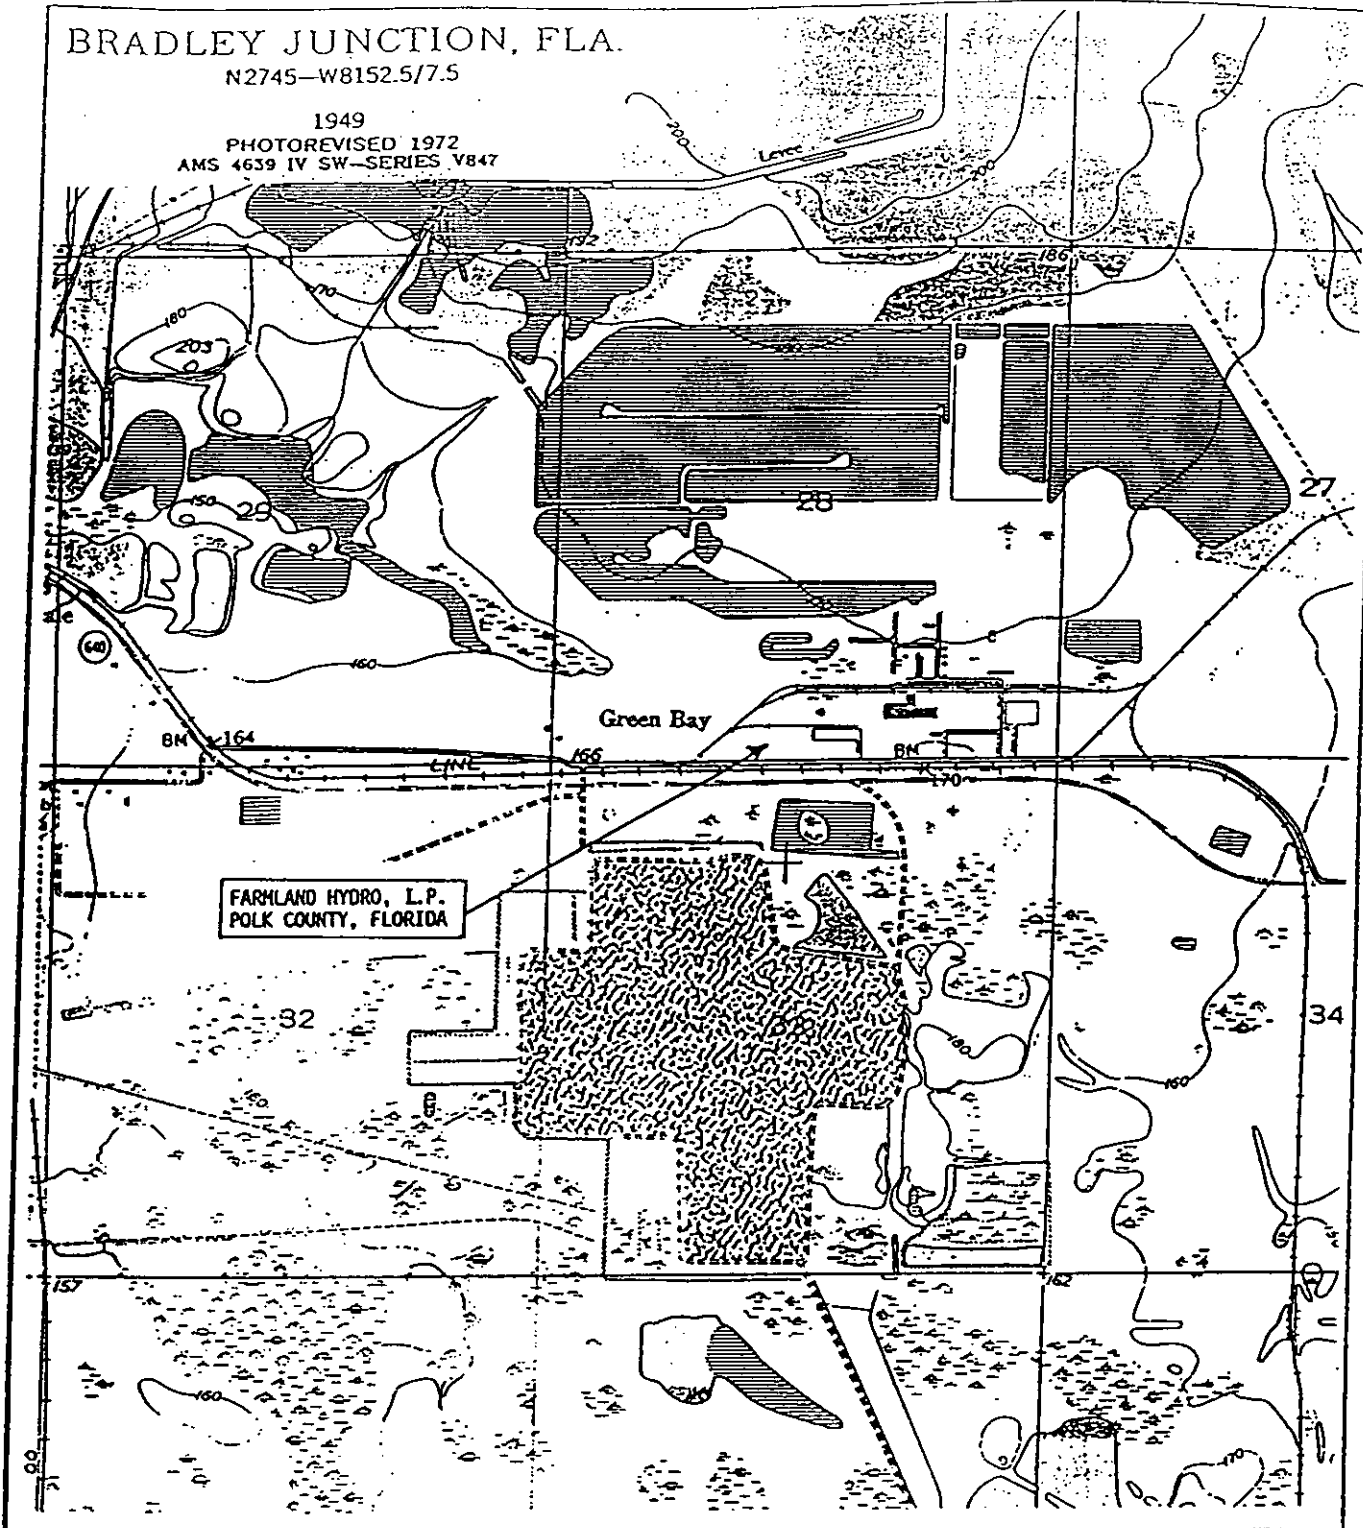 BRADLEY JUNCTION, FLA.
N2745—W8152.5/7.5
1949
PHOTOREVISED 1972
AMS 4639 IV SW—SERIES V847
200
Levee
200
192
186
170
180
203
150
29
28
27
640
160
Green Bay
BM
164
166
BM
LINE
170
FARMLAND HYDRO, L.P.
POLK COUNTY, FLORIDA
32
33
34
180
160
160
157
162
160
170